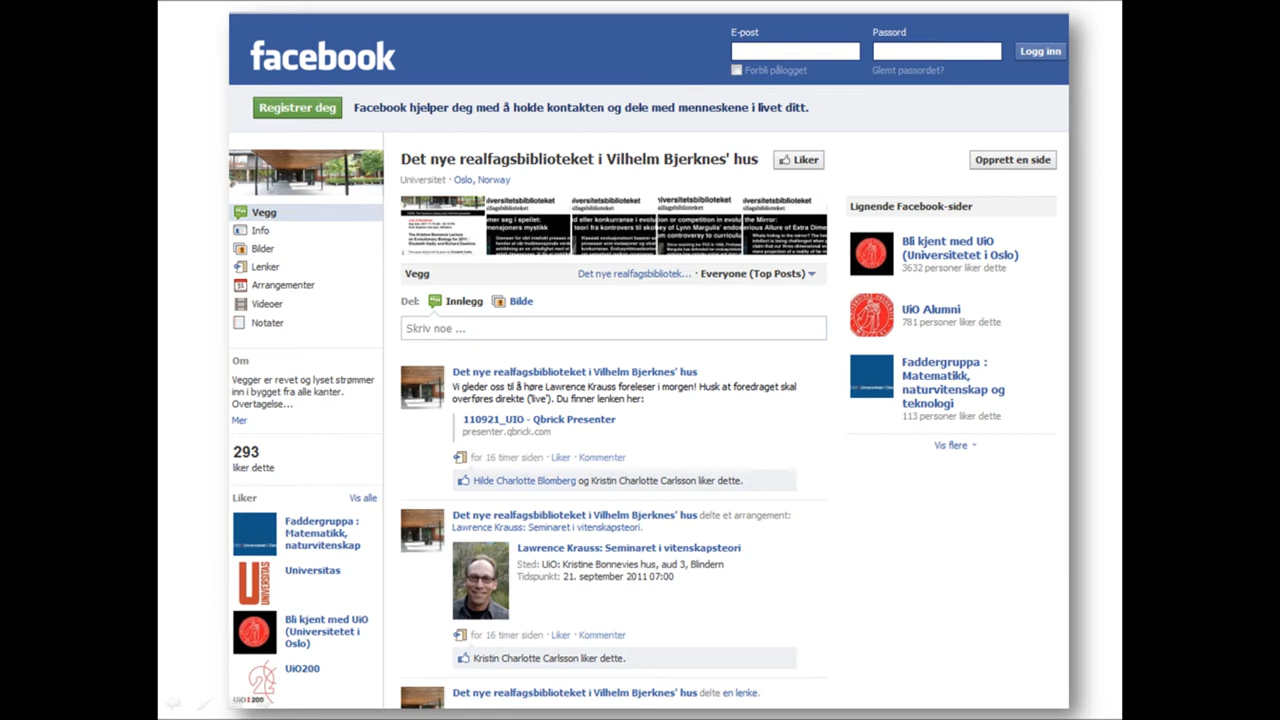 facebook
E-post
Passord
Logg inn
Forbli pålogget
Glemt passordet?
Registrer deg
Facebook hjelper deg med å holde kontakten og dele med menneskene i livet ditt.
Vegg
Info
Bilder
Lenker
Arrangementer
Videoer
Notater
Om
Vegger er revet og lyset strømmer
inn i bygget fra alle kanter.
Overtagelse...
Mer
293
liker dette
Liker
Vis alle
Faddergruppa :
Matematikk,
naturvitenskap
Universitas
Bli kjent med UiO
(Universitetet i
Oslo)
UiO200
UIO 200
Det nye realfagsbiblioteket i Vilhelm Bjerknes' hus
Liker
Opprett en side
Universitet · Oslo, Norway
Vegg
Det nye realfagsbibliotek... · Everyone (Top Posts)
Del:
Innlegg
Bilde
Skriv noe ...
Det nye realfagsbiblioteket i Vilhelm Bjerknes' hus
Vi gleder oss til å høre Lawrence Krauss foreleser i morgen! Husk at foredraget skal
overføres direkte ('live'). Du finner lenken her:
110921_UIO - Qbrick Presenter
presenter.qbrick.com
for 16 timer siden · Liker · Kommenter
Hilde Charlotte Blomberg og Kristin Charlotte Carlsson liker dette.
Det nye realfagsbiblioteket i Vilhelm Bjerknes' hus delte et arrangement:
Lawrence Krauss: Seminaret i vitenskapsteori.
Lawrence Krauss: Seminaret i vitenskapsteori
Sted: UiO: Kristine Bonnevies hus, aud 3, Blindern
Tidspunkt: 21. september 2011 07:00
for 16 timer siden · Liker · Kommenter
Kristin Charlotte Carlsson liker dette.
Det nye realfagsbiblioteket i Vilhelm Bjerknes' hus delte en lenke.
Lignende Facebook-sider
Bli kjent med UiO
(Universitetet i Oslo)
3632 personer liker dette
UiO Alumni
781 personer liker dette
Faddergruppa :
Matematikk,
naturvitenskap og
teknologi
113 personer liker dette
Vis flere